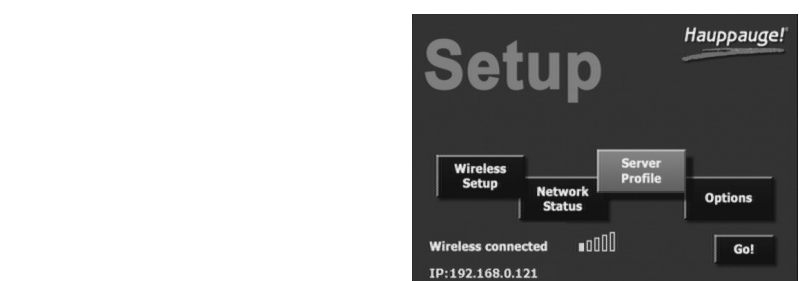 Hauppauge!
Setup
Wireless
Setup
Network
Status
Server
Profile
Options
Wireless connected
Go!
IP:192.168.0.121